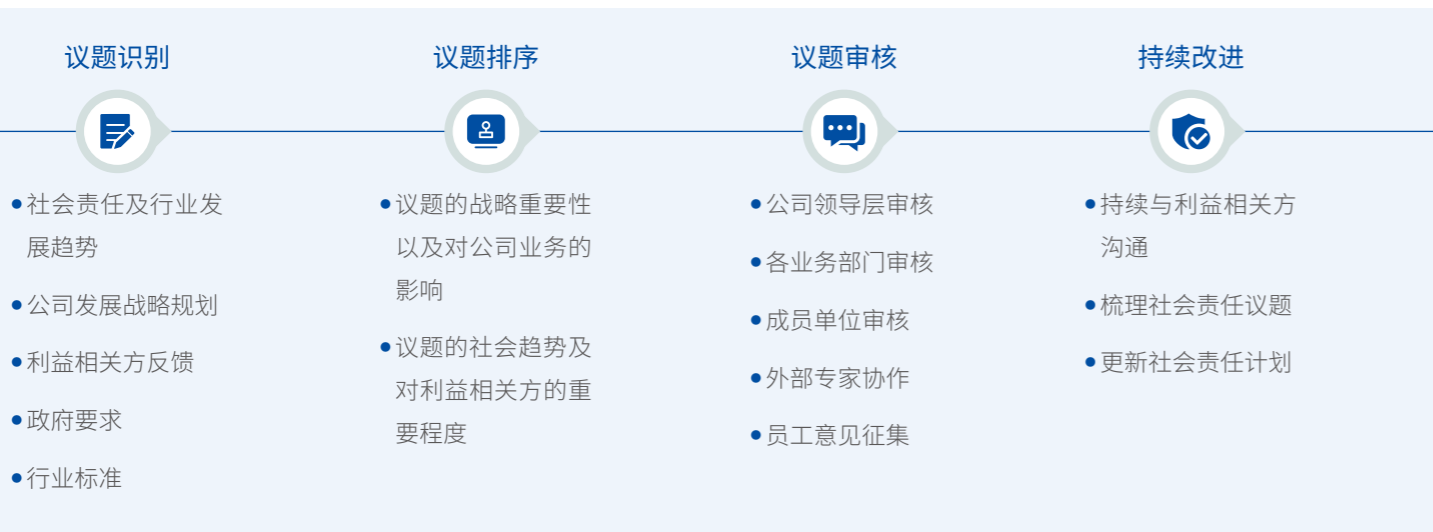 议题识别
社会责任及行业发
展趋势
公司发展战略规划
利益相关方反馈
政府要求
行业标准
议题排序
议题的战略重要性
以及对公司业务的
影响
议题的社会趋势及
对利益相关方的重
要程度
议题审核
公司领导层审核
各业务部门审核
成员单位审核
外部专家协作
员工意见征集
持续改进
持续与利益相关方
沟通
梳理社会责任议题
更新社会责任计划